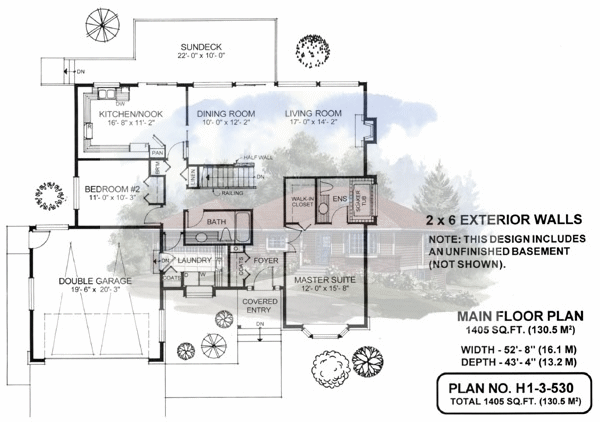 SUNDECK
22'- 0" x 10'- 0"
DN
DW
KITCHEN/NOOK
16'- 8" x 11'- 2"
DINING ROOM
10'- 0" x 12'- 2"
LIVING ROOM
17'- 0" x 14'- 2"
PAN
BRM
LINEN
HALF WALL
DN
RAILING
BEDROOM #2
11'- 0" x 10'- 3"
WALK-IN
CLOSET
ENS
SOAKER
TUB
BATH
2 x 6 EXTERIOR WALLS
NOTE: THIS DESIGN INCLUDES
AN UNFINISHED BASEMENT
(NOT SHOWN).
DN
LAUNDRY
COATS
D
W
COATS
FOYER
DOUBLE GARAGE
19'- 6" x 20'- 3"
MASTER SUITE
12'- 0" x 15'- 8"
COVERED
ENTRY
DN
MAIN FLOOR PLAN
1405 SQ.FT. (130.5 M²)
WIDTH - 52'- 8" (16.1 M)
DEPTH - 43'- 4" (13.2 M)
PLAN NO. H1-3-530
TOTAL 1405 SQ.FT. (130.5 M²)